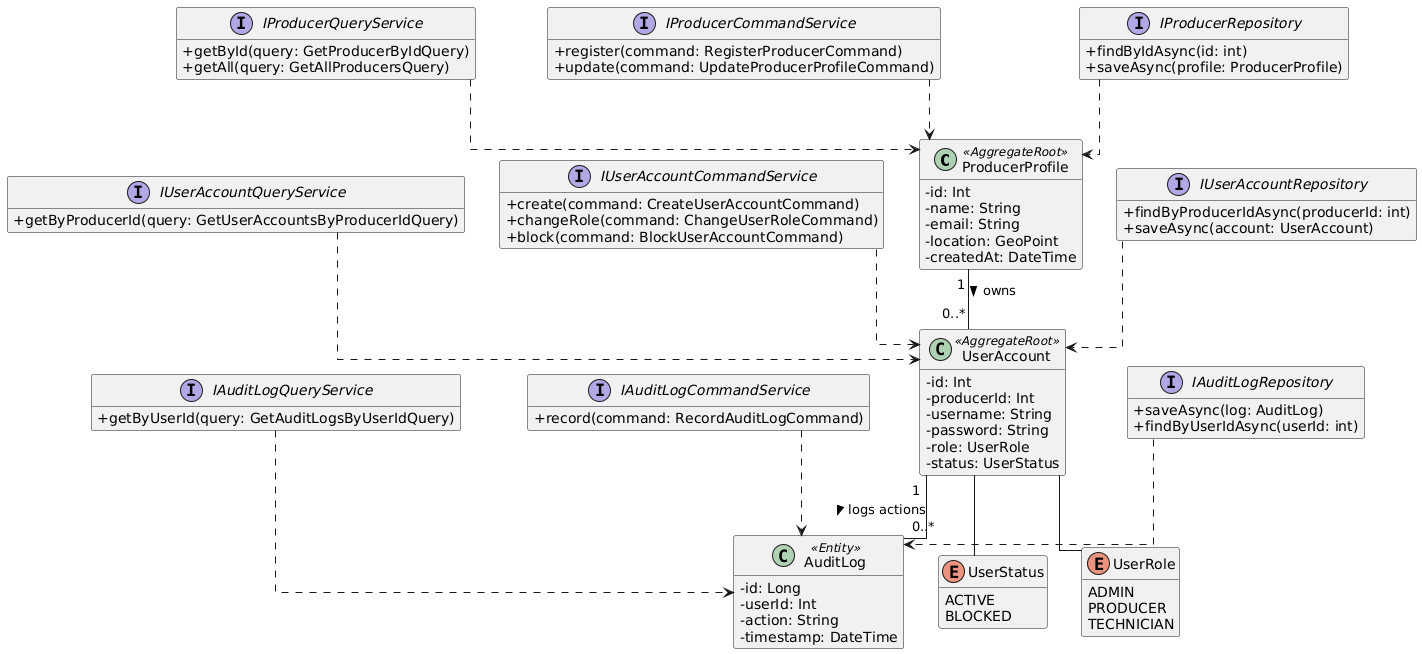 I IProducerQueryService
+getById(query: GetProducerByIdQuery)
+getAll(query: GetAllProducersQuery)
I IProducerCommandService
+register(command: RegisterProducerCommand)
+update(command: UpdateProducerProfileCommand)
I IProducerRepository
+findByIdAsync(id: int)
+saveAsync(profile: ProducerProfile)
I IUserAccountQueryService
+getByProducerId(query: GetUserAccountsByProducerIdQuery)
I IUserAccountCommandService
+create(command: CreateUserAccountCommand)
+changeRole(command: ChangeUserRoleCommand)
+block(command: BlockUserAccountCommand)
C «AggregateRoot»
ProducerProfile
-id: Int
-name: String
-email: String
-location: GeoPoint
-createdAt: DateTime
I IUserAccountRepository
+findByProducerIdAsync(producerId: int)
+saveAsync(account: UserAccount)
1
owns
0..*
I IAuditLogQueryService
+getByUserId(query: GetAuditLogsByUserIdQuery)
I IAuditLogCommandService
+record(command: RecordAuditLogCommand)
C «AggregateRoot»
UserAccount
-id: Int
-producerId: Int
-username: String
-password: String
-role: UserRole
-status: UserStatus
I IAuditLogRepository
+saveAsync(log: AuditLog)
+findByUserIdAsync(userId: int)
1
logs actions
0..*
C «Entity»
AuditLog
-id: Long
-userId: Int
-action: String
-timestamp: DateTime
E UserStatus
ACTIVE
BLOCKED
E UserRole
ADMIN
PRODUCER
TECHNICIAN